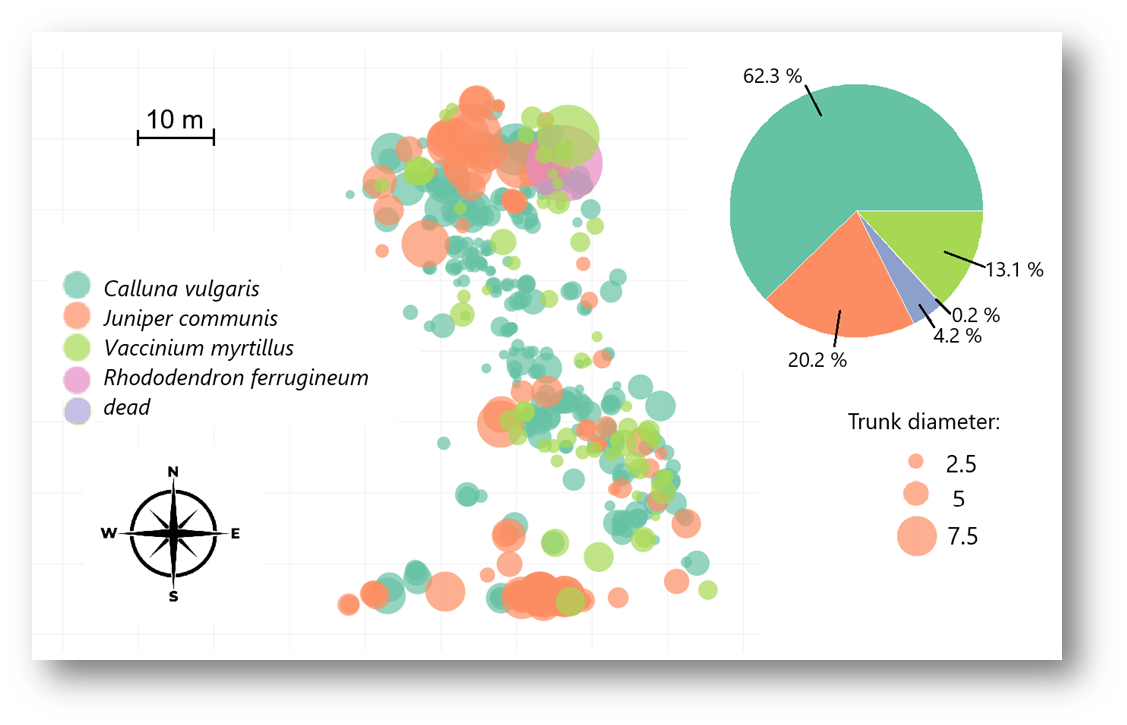 62.3 %
10 m
13.1 %
Calluna vulgaris
Juniper communis
0.2 %
4.2 %
Vaccinium myrtillus
20.2 %
Rhododendron ferrugineum
dead
Trunk diameter:
2.5
5
7.5
N
W E
S